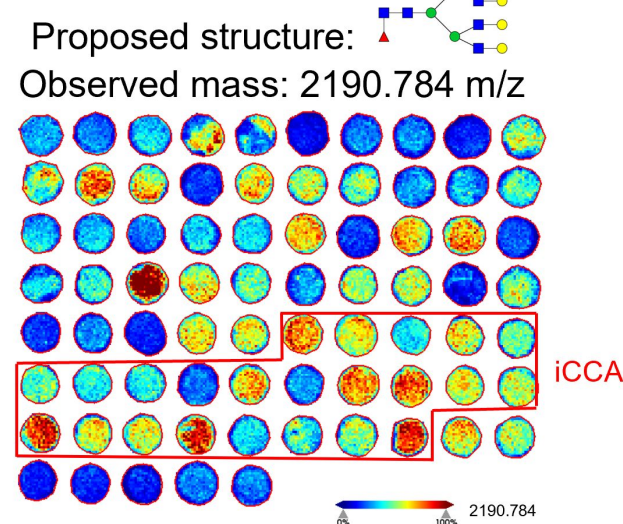 Proposed structure:
Observed mass: 2190.784 m/z
iCCA
2190.784
0% 100%